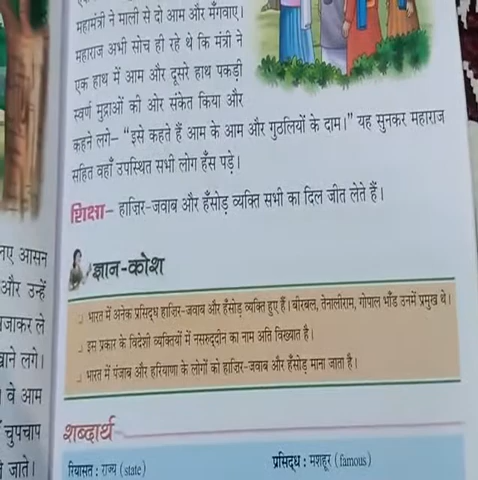 महामंत्री ने माली से दो आम और मँगवाए।
महाराज अभी सोच ही रहे थे कि मंत्री ने
एक हाथ में आम और दूसरे हाथ पकड़ी
स्वर्ण मुद्राओं की ओर संकेत किया और
कहने लगे– “इसे कहते हैं आम के आम और गुठलियों के दाम।” यह सुनकर महाराज
सहित वहाँ उपस्थित सभी लोग हँस पड़े।
शिक्षा– हाज़िर-जवाब और हँसोड़ व्यक्ति सभी का दिल जीत लेते हैं।
ज्ञान-कोश
भारत में अनेक प्रसिद्ध हाज़िर-जवाब और हँसोड़ व्यक्ति हुए हैं। बीरबल, तेनालीराम, गोपाल भाँड उनमें प्रमुख थे।
इस प्रकार के विदेशी व्यक्तियों में नसरुद्दीन का नाम अति विख्यात है।
भारत में पंजाब और हरियाणा के लोगों को हाज़िर-जवाब और हँसोड़ माना जाता है।
शब्दार्थ
रियासत : राज्य (state)
प्रसिद्ध : मशहूर (famous)
आसन
और उन्हें
कर ले
लगे।
वे आम
चुपचाप
जाते।